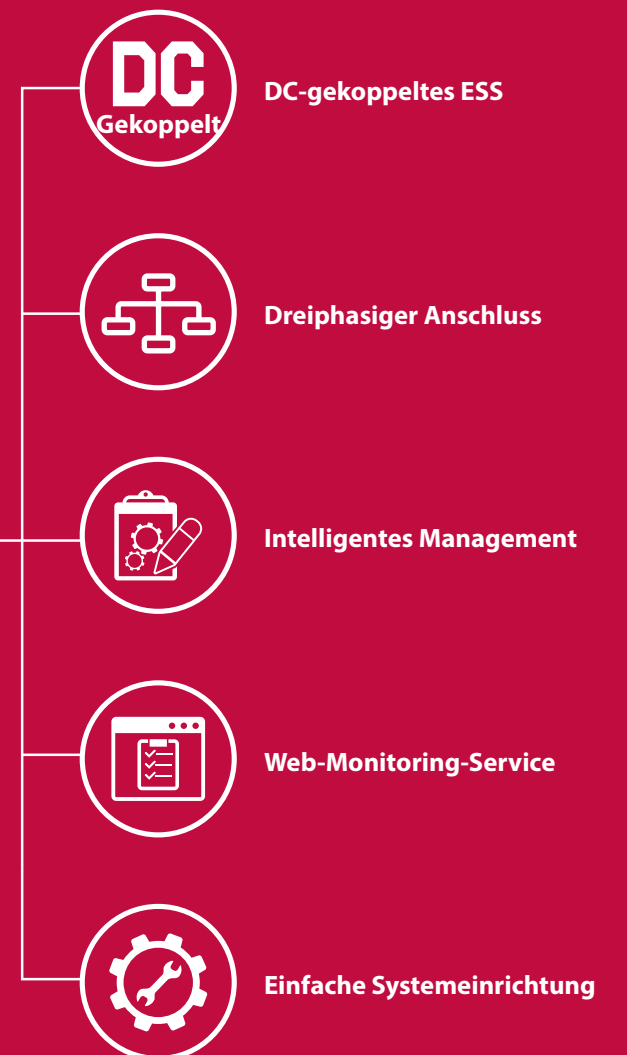 DC
Gekoppelt
DC-gekoppeltes ESS
Dreiphasiger Anschluss
Intelligentes Management
Web-Monitoring-Service
Einfache Systemeinrichtung